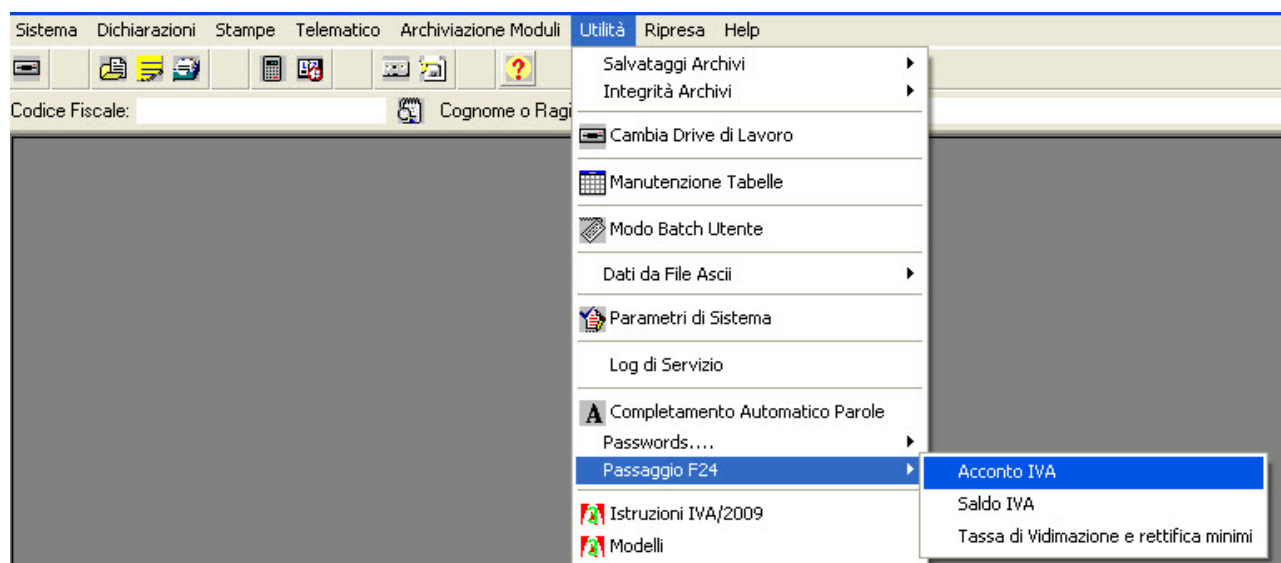 Sistema Dichiarazioni Stampe Telematico Archiviazione Moduli Utilità Ripresa Help
Codice Fiscale: Cognome o Ragi
Salvataggi Archivi
Integrità Archivi
Cambia Drive di Lavoro
Manutenzione Tabelle
Modo Batch Utente
Dati da File Ascii
Parametri di Sistema
Log di Servizio
A Completamento Automatico Parole
Passwords....
Passaggio F24
Istruzioni IVA/2009
Modelli
Acconto IVA
Saldo IVA
Tassa di Vidimazione e rettifica minimi